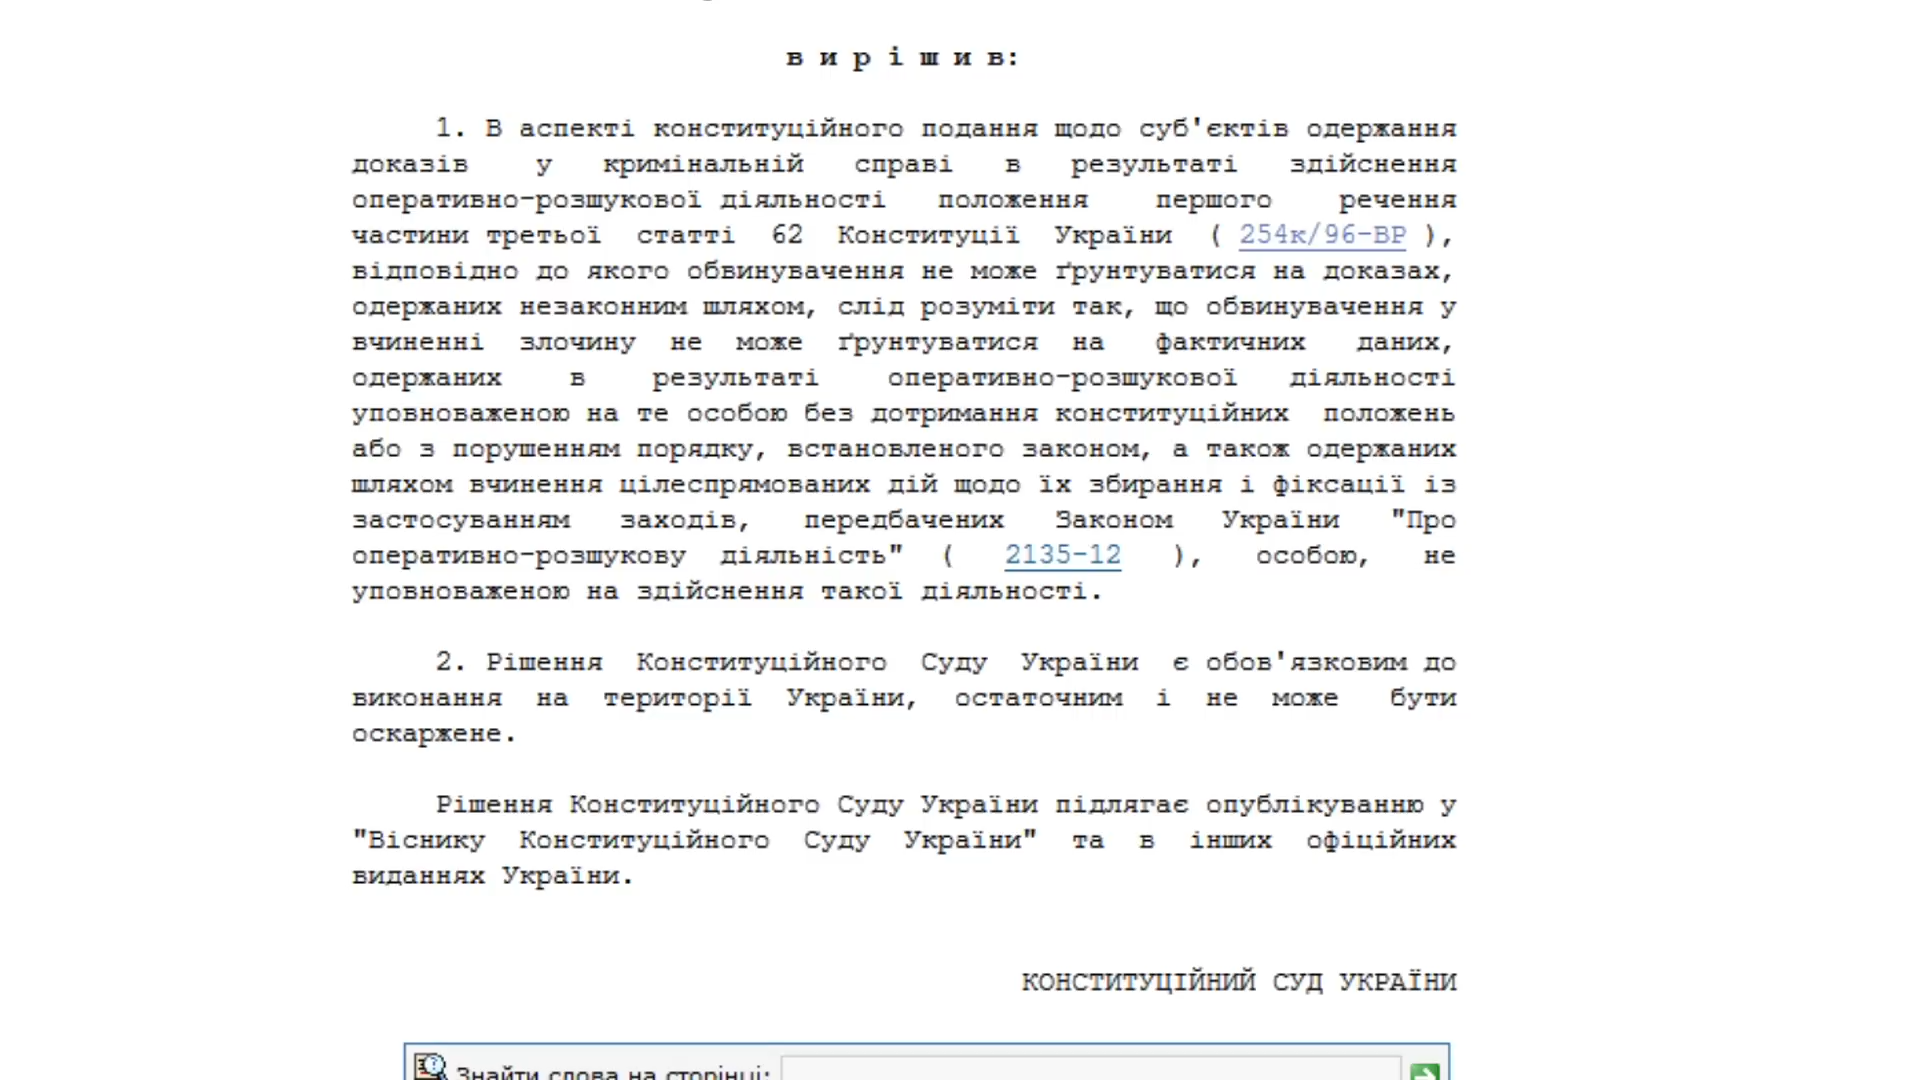 в и р і ш и в:
1. В аспекті конституційного подання щодо суб'єктів одержання
доказів у кримінальній справі в результаті здійснення
оперативно-розшукової діяльності положення першого речення
частини третьої статті 62 Конституції України ( 254к/96-ВР ),
відповідно до якого обвинувачення не може ґрунтуватися на доказах,
одержаних незаконним шляхом, слід розуміти так, що обвинувачення у
вчиненні злочину не може ґрунтуватися на фактичних даних,
одержаних в результаті оперативно-розшукової діяльності
уповноваженою на те особою без дотримання конституційних положень
або з порушенням порядку, встановленого законом, а також одержаних
шляхом вчинення цілеспрямованих дій щодо їх збирання і фіксації із
застосуванням заходів, передбачених Законом України "Про
оперативно-розшукову діяльність" ( 2135-12 ), особою, не
уповноваженою на здійснення такої діяльності.
2. Рішення Конституційного Суду України є обов'язковим до
виконання на території України, остаточним і не може бути
оскаржене.
Рішення Конституційного Суду України підлягає опублікуванню у
"Віснику Конституційного Суду України" та в інших офіційних
виданнях України.
КОНСТИТУЦІЙНИЙ СУД УКРАЇНИ
Знайти слова на сторінці: